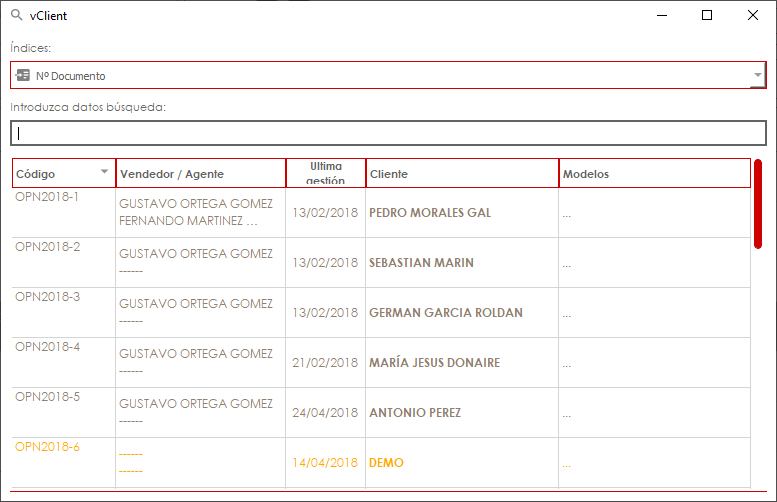 vClient
Índices:
Nº Documento
Introduzca datos búsqueda:
Código Vendedor / Agente Ultima gestión Cliente Modelos
OPN2018-1 GUSTAVO ORTEGA GOMEZ
FERNANDO MARTINEZ ... 13/02/2018 PEDRO MORALES GAL ...
OPN2018-2 GUSTAVO ORTEGA GOMEZ
------ 13/02/2018 SEBASTIAN MARIN ...
OPN2018-3 GUSTAVO ORTEGA GOMEZ
------ 13/02/2018 GERMAN GARCIA ROLDAN ...
OPN2018-4 GUSTAVO ORTEGA GOMEZ
------ 21/02/2018 MARÍA JESUS DONAIRE ...
OPN2018-5 GUSTAVO ORTEGA GOMEZ
------ 24/04/2018 ANTONIO PEREZ ...
OPN2018-6 ------
------ 14/04/2018 DEMO ...